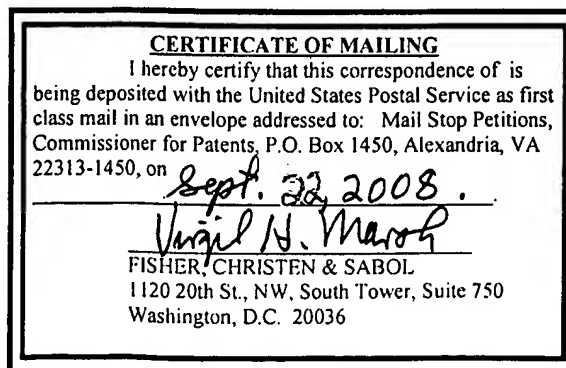 CERTIFICATE OF MAILING
I hereby certify that this correspondence of is
being deposited with the United States Postal Service as first
class mail in an envelope addressed to: Mail Stop Petitions,
Commissioner for Patents, P.O. Box 1450, Alexandria, VA
22313-1450, on Sept. 22, 2008.
Virgil H. Marsh
FISHER, CHRISTEN & SABOL
1120 20th St., NW, South Tower, Suite 750
Washington, D.C. 20036